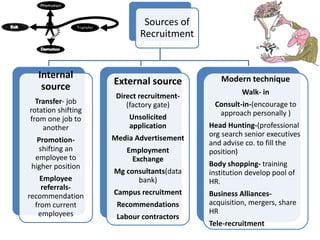 Promotion
Transfer
Sources of
Recruitment
Internal
source
Transfer- job
rotation shifting
from one job to
another
Promotion-
shifting an
employee to
higher position
Employee
referrals-
recommendation
from current
employees
External source
Direct recruitment-
(factory gate)
Unsolicited
application
Media Advertisement
Employment
Exchange
Mg consultants(data
bank)
Campus recruitment
Recommendations
Labour contractors
Modern technique
Walk- in
Consult-in-(encourage to
approach personally )
Head Hunting-(professional
org search senior executives
and advise co. to fill the
position)
Body shopping- training
institution develop pool of
HR.
Business Alliances-
acquisition, mergers, share
HR
Tele-recruitment